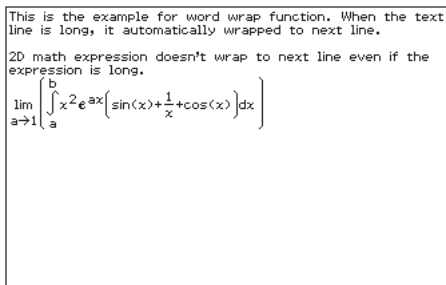 This is the example for word wrap function. When the text
line is long, it automatically wrapped to next line.
2D math expression doesn't wrap to next line even if the
expression is long.
lim a→1 ( ∫ a b x²e^ax (sin(x)+1/x+cos(x))dx )